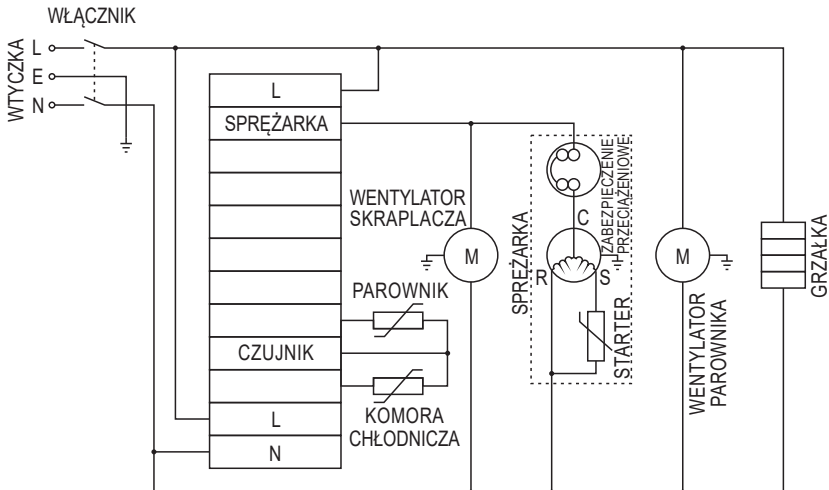 WŁĄCZNIK
WTYCZKA
L
E
N
L
SPRĘŻARKA
CZUJNIK
L
N
WENTYLATOR
SKRAPLACZA
M
PAROWNIK
KOMORA
CHŁODNICZA
SPRĘŻARKA
ZABEZPIECZENIE
PRZECIĄŻENIOWE
C
R
S
STARTER
M
WENTYLATOR
PAROWNIKA
GRZAŁKA